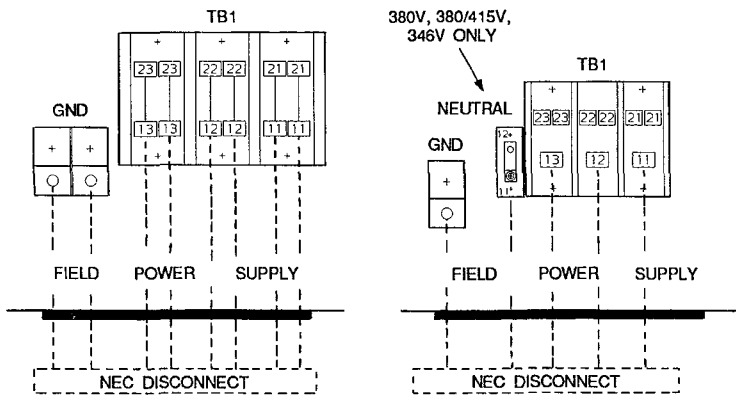 TB1
23 23 22 22 21 21
GND
13 13 12 12 11 11
FIELD POWER SUPPLY
NEC DISCONNECT
380V, 380/415V,
346V ONLY
TB1
NEUTRAL
GND
12
23 23 22 22 21 21
13 12 11
11
FIELD POWER SUPPLY
NEC DISCONNECT